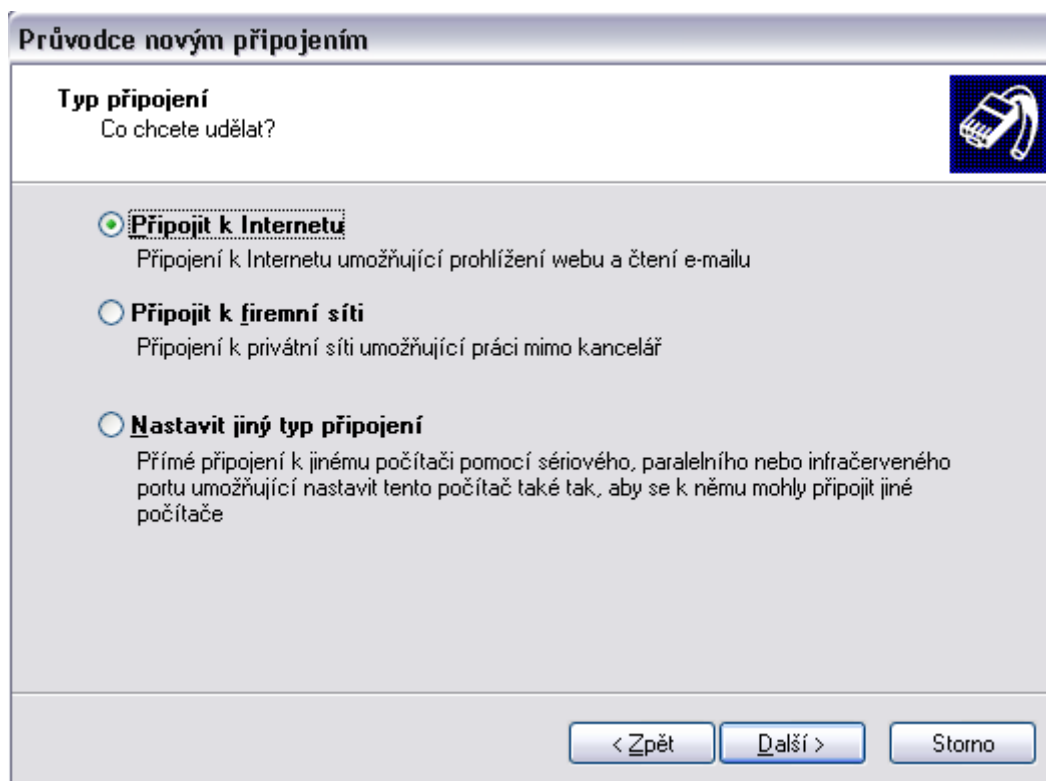 Průvodce novým připojením
Typ připojení
Co chcete udělat?
Připojit k Internetu
Připojení k Internetu umožňující prohlížení webu a čtení e-mailu
Připojit k firemní síti
Připojení k privátní síti umožňující práci mimo kancelář
Nastavit jiný typ připojení
Přímé připojení k jinému počítači pomocí sériového, paralelního nebo infračerveného
portu umožňující nastavit tento počítač také tak, aby se k němu mohly připojit jiné
počítače
< Zpět Další > Storno